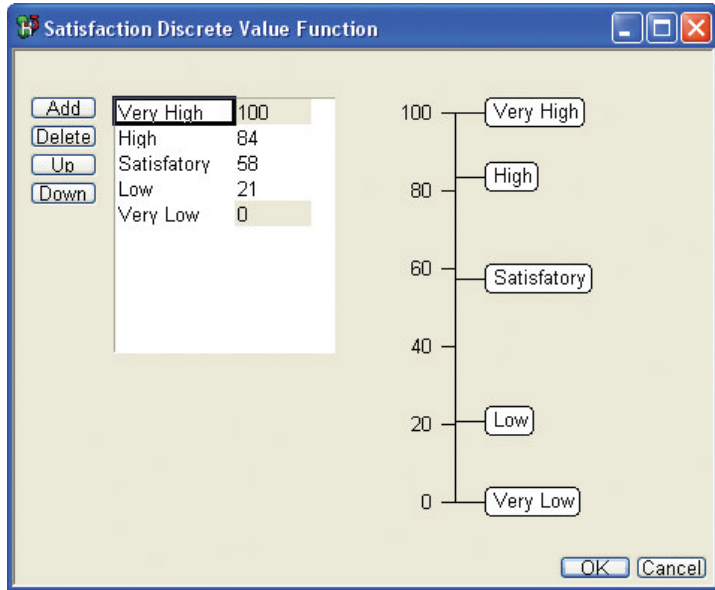 Satisfaction Discrete Value Function
Add
Delete
Up
Down
Very High 100
High 84
Satisfatory 58
Low 21
Very Low 0
100 Very High
High
80
60
Satisfatory
40
20 Low
0 Very Low
OK Cancel